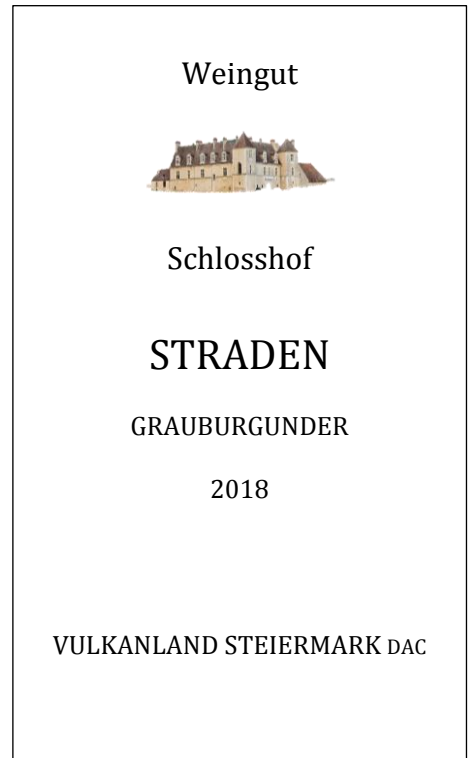 Weingut
Schlosshof
STRADEN
GRAUBURGUNDER
2018
VULKANLAND STEIERMARK DAC